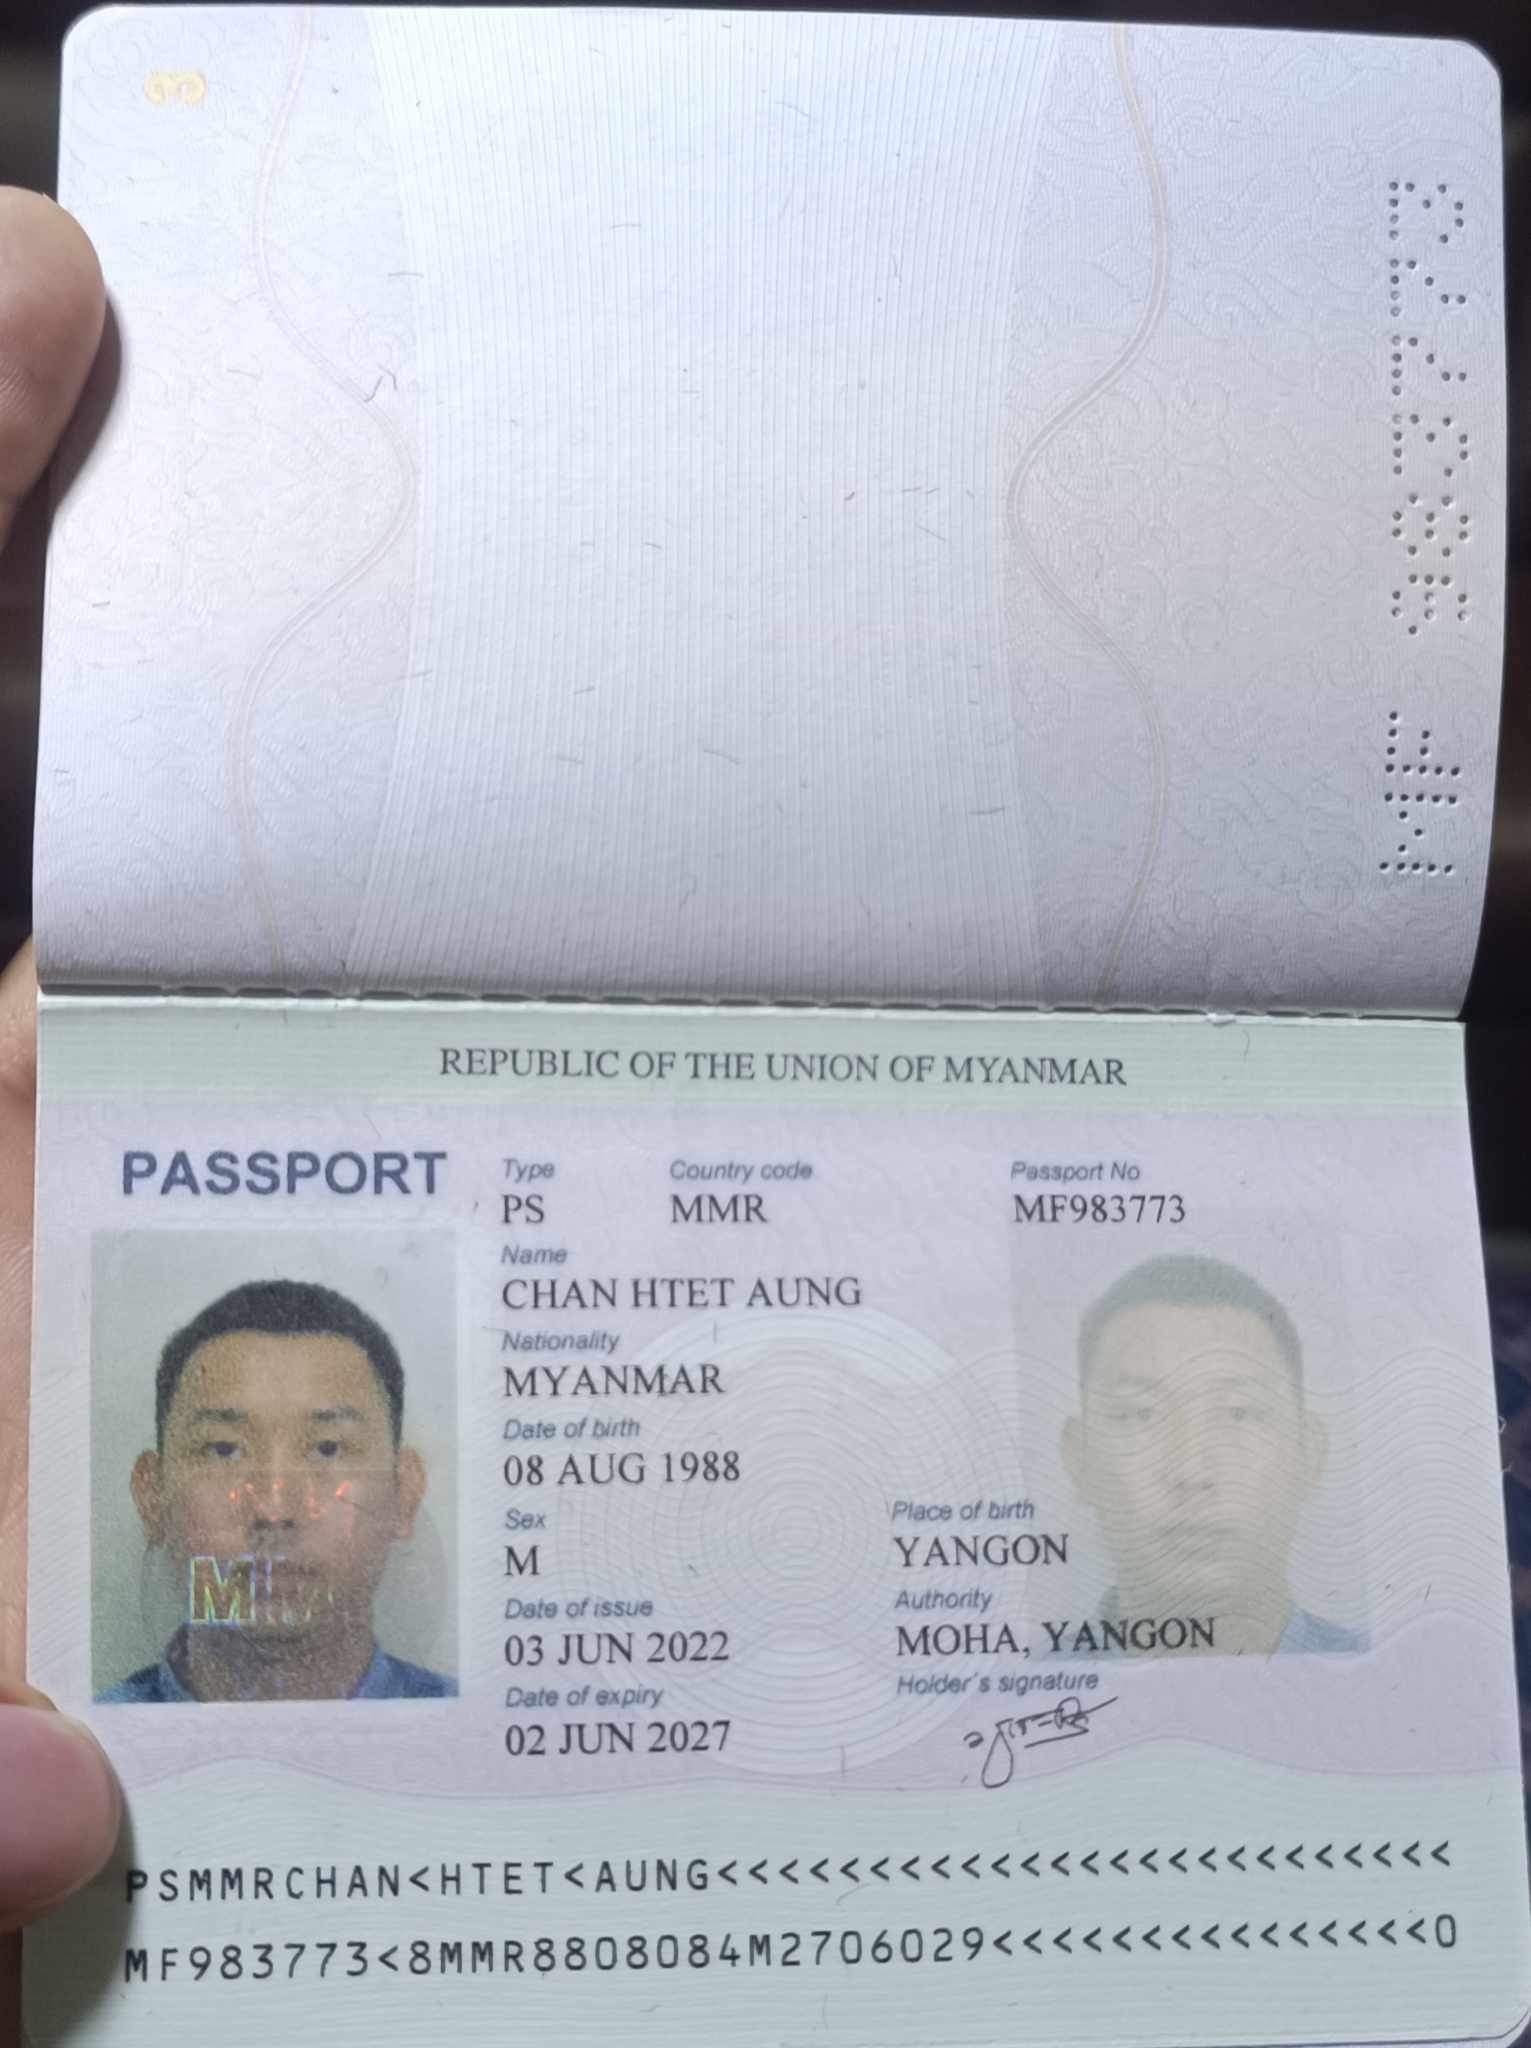 REPUBLIC OF THE UNION OF MYANMAR
PASSPORT
Type Country code Passport No
PS MMR MF983773
Name
CHAN HTET AUNG
Nationality
MYANMAR
Date of birth
08 AUG 1988
Sex Place of birth
M YANGON
Date of issue Authority
03 JUN 2022 MOHA, YANGON
Date of expiry Holder's signature
02 JUN 2027
PSMMRCHAN<HTET<AUNG<<<<<<<<<<<<<<<<<<<<<<<<<
MF983773<8MMR8808084M2706029<<<<<<<<<<<<<<<0
MF 983773